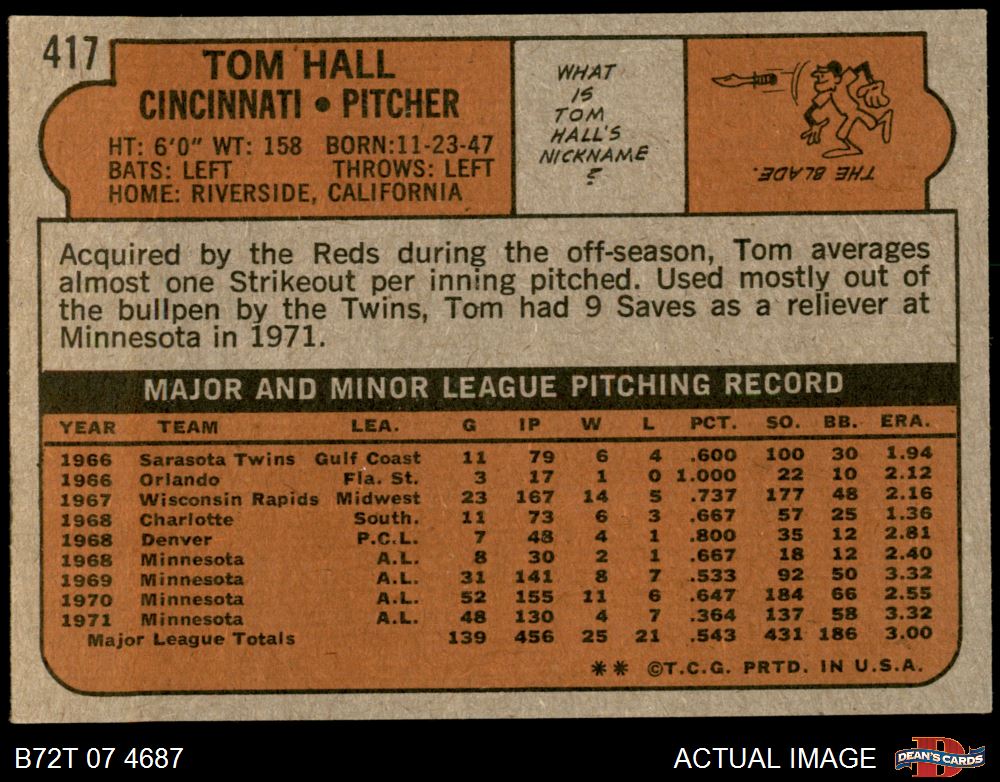 417
TOM HALL
CINCINNATI • PITCHER
HT: 6'0" WT: 158 BORN:11-23-47
BATS: LEFT THROWS: LEFT
HOME: RIVERSIDE, CALIFORNIA
WHAT
IS
TOM
HALL'S
NICKNAME
?
THE BLADE.
Acquired by the Reds during the off-season, Tom averages
almost one Strikeout per inning pitched. Used mostly out of
the bullpen by the Twins, Tom had 9 Saves as a reliever at
Minnesota in 1971.
MAJOR AND MINOR LEAGUE PITCHING RECORD
YEAR TEAM LEA. G IP W L PCT. SO. BB. ERA.
1966 Sarasota Twins Gulf Coast 11 79 6 4 .600 100 30 1.94
1966 Orlando Fla. St. 3 17 1 0 1.000 22 10 2.12
1967 Wisconsin Rapids Midwest 23 167 14 5 .737 177 48 2.16
1968 Charlotte South. 11 73 6 3 .667 57 25 1.36
1968 Denver P.C.L. 7 48 4 1 .800 35 12 2.81
1968 Minnesota A.L. 8 30 2 1 .667 18 12 2.40
1969 Minnesota A.L. 31 141 8 7 .533 92 50 3.32
1970 Minnesota A.L. 52 155 11 6 .647 184 66 2.55
1971 Minnesota A.L. 48 130 4 7 .364 137 58 3.32
Major League Totals 139 456 25 21 .543 431 186 3.00
** ©T.C.G. PRTD. IN U.S.A.
B72T 07 4687
ACTUAL IMAGE
D
DEAN'S CARDS